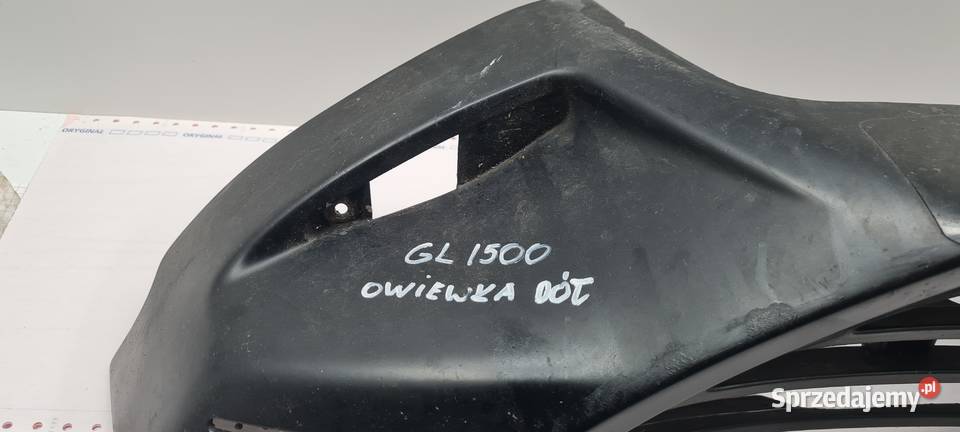 ORYGINAŁ ORYGINAŁ
GL 1500
OWIEWKA DÓŁ
Sprzedajemy.pl